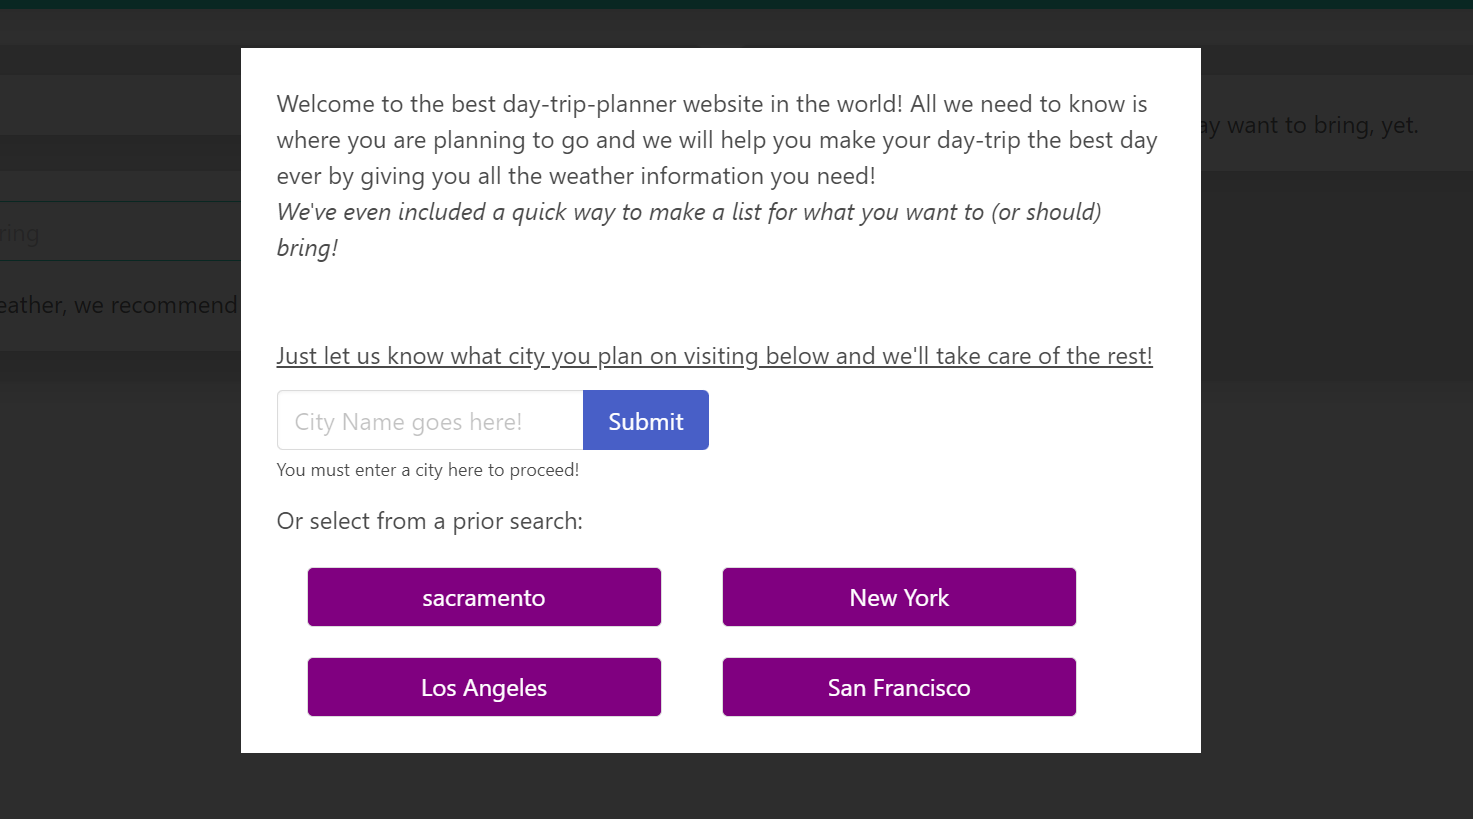 Welcome to the best day-trip-planner website in the world! All we need to know is
where you are planning to go and we will help you make your day-trip the best day
ever by giving you all the weather information you need!
We've even included a quick way to make a list for what you want to (or should)
bring!
want to bring, yet.
we recommend
Just let us know what city you plan on visiting below and we'll take care of the rest!
City Name goes here!
Submit
You must enter a city here to proceed!
Or select from a prior search:
sacramento
New York
Los Angeles
San Francisco